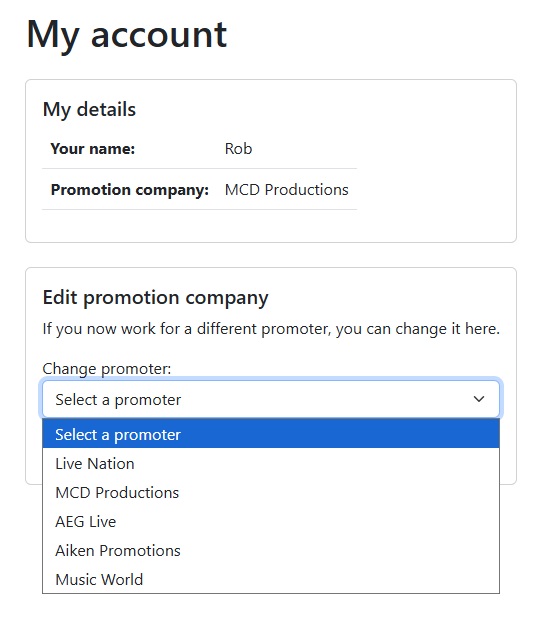 My account
My details
Your name: Rob
Promotion company: MCD Productions
Edit promotion company
If you now work for a different promoter, you can change it here.
Change promoter:
Select a promoter
Select a promoter
Live Nation
MCD Productions
AEG Live
Aiken Promotions
Music World